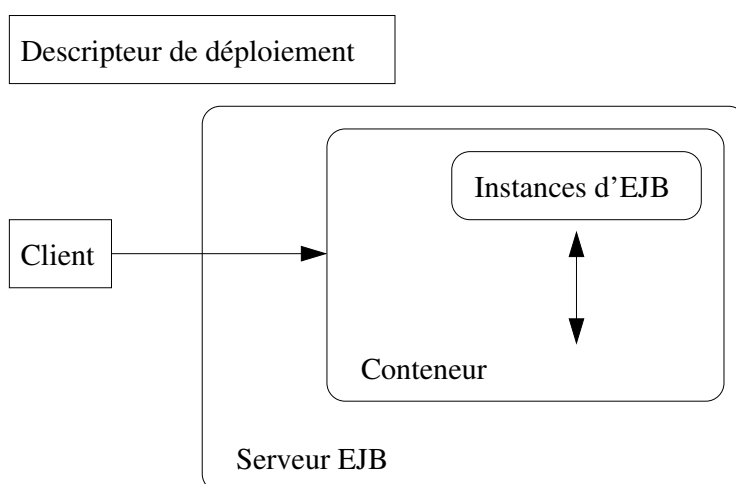 Descripteur de déploiement
Instances d’EJB
Client
Conteneur
Serveur EJB